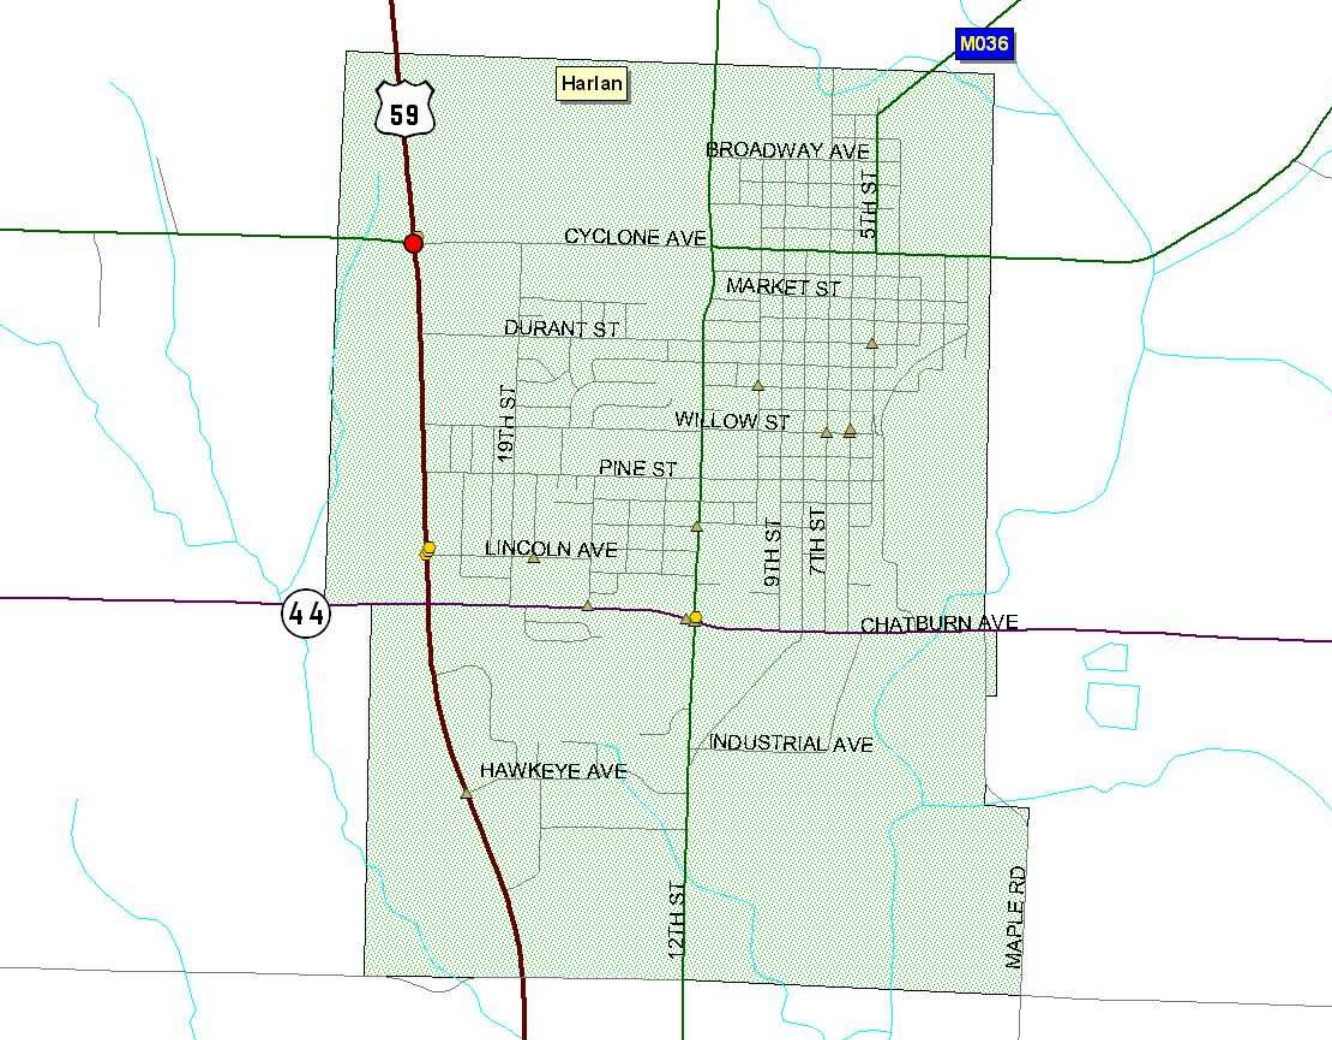 M036
Harlan
59
BROADWAY AVE
5TH ST
CYCLONE AVE
MARKET ST
DURANT ST
19TH ST
WILLOW ST
PINE ST
9TH ST
7TH ST
LINCOLN AVE
44
CHATBURN AVE
INDUSTRIAL AVE
HAWKEYE AVE
12TH ST
MAPLE RD